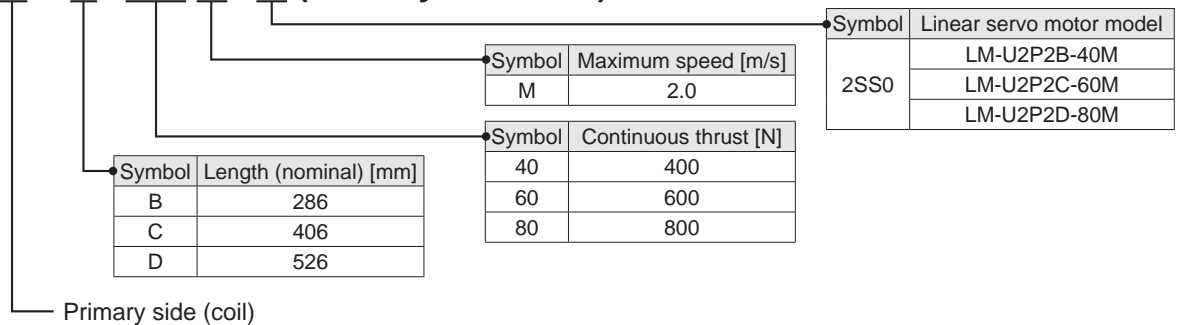 Symbol Linear servo motor model
2SS0
LM-U2P2B-40M
LM-U2P2C-60M
LM-U2P2D-80M
Symbol Maximum speed [m/s]
M 2.0
Symbol Continuous thrust [N]
40 400
60 600
80 800
Symbol Length (nominal) [mm]
B 286
C 406
D 526
Primary side (coil)